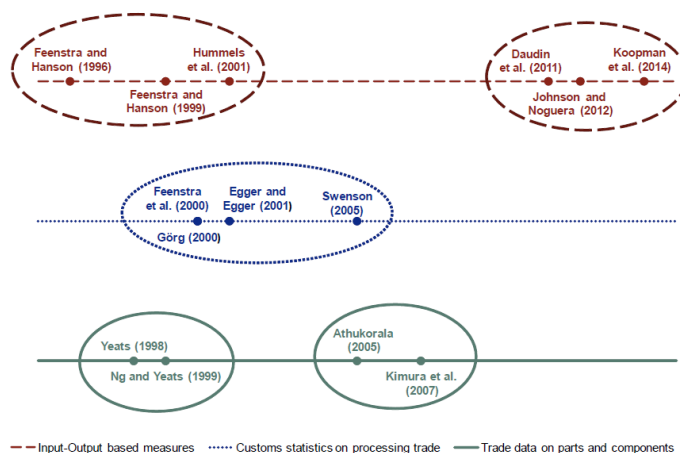 Feenstra and
Hanson (1996)
Hummels
et al. (2001)
Feenstra and
Hanson (1999)
Daudin
et al. (2011)
Koopman
et al. (2014)
Johnson and
Noguera
(2012)
Feenstra
et al. (2000)
Egger and
Egger (2001)
Swenson
(2005)
Görg (2000)
Yeats (1998)
Ng and Yeats (1999)
Athukorala
(2005)
Kimura et al.
(2007)
Input-Output based measures
Customs statistics on processing trade
Trade data on parts and components